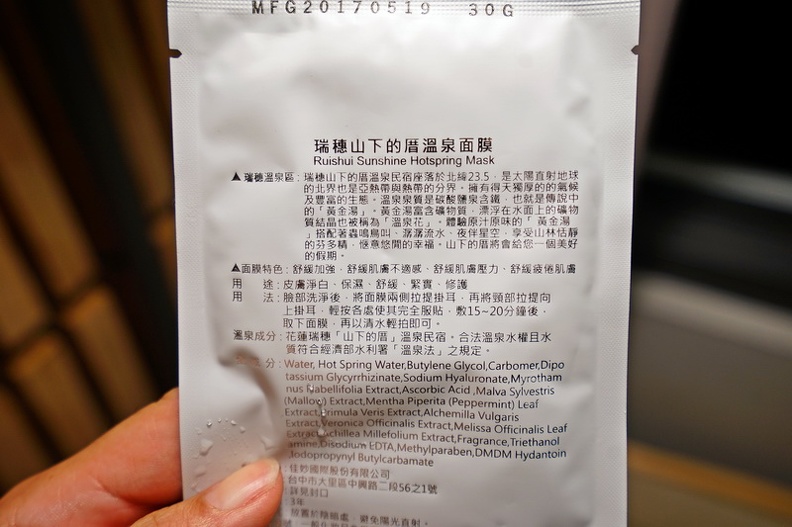 MFG20170519 30G
瑞穗山下的厝溫泉面膜
Ruishui Sunshine Hotspring Mask
▲瑞穗溫泉區：瑞穗山下的厝溫泉民宿座落於北緯23.5，是太陽直射地球
的北界也是亞熱帶與熱帶的分界。擁有得天獨厚的的氣候
及豐富的生態。溫泉泉質是碳酸鹽泉含鐵，也就是傳說中
的「黃金湯」。黃金湯富含礦物質，漂浮在水面上的礦物
質結晶也被稱為「溫泉花」。體驗原汁原味的「黃金湯
」搭配著蟲鳴鳥叫、潺潺流水、夜伴星空，享受山林恬靜
的芬多精，愜意悠閒的幸福。山下的厝將會給您一個美好
的假期。
▲面膜特色：舒緩加強、舒緩肌膚不適感、舒緩肌膚壓力、舒緩疲倦肌膚
用 途：皮膚淨白、保濕、舒緩、緊實、修護
用 法：臉部洗淨後，將面膜兩側拉提掛耳，再將頸部拉提向
上掛耳，輕按各處使其完全服貼，敷15~20分鐘後，
取下面膜，再以清水輕拍即可。
溫泉成分：花蓮瑞穗「山下的厝」溫泉民宿。合法溫泉水權且水
質符合經濟部水利署「溫泉法」之規定。
分：Water, Hot Spring Water,Butylene Glycol,Carbomer,Dipo
tassium Glycyrrhizinate,Sodium Hyaluronate,Myrotham
nus Flabellifolia Extract,Ascorbic Acid ,Malva Sylvestris
(Mallow) Extract,Mentha Piperita (Peppermint) Leaf
Extract,Primula Veris Extract,Alchemilla Vulgaris
Extract,Veronica Officinalis Extract,Melissa Officinalis Leaf
Extract,Achillea Millefolium Extract,Fragrance,Triethanol
amine,Disodium EDTA,Methylparaben,DMDM Hydantoin
,Iodopropynyl Butylcarbamate
：佳妙國際股份有限公司
：台中市大里區中興路二段56之1號
：詳見封口
：3年
放置於陰暗處，避免陽光直射。